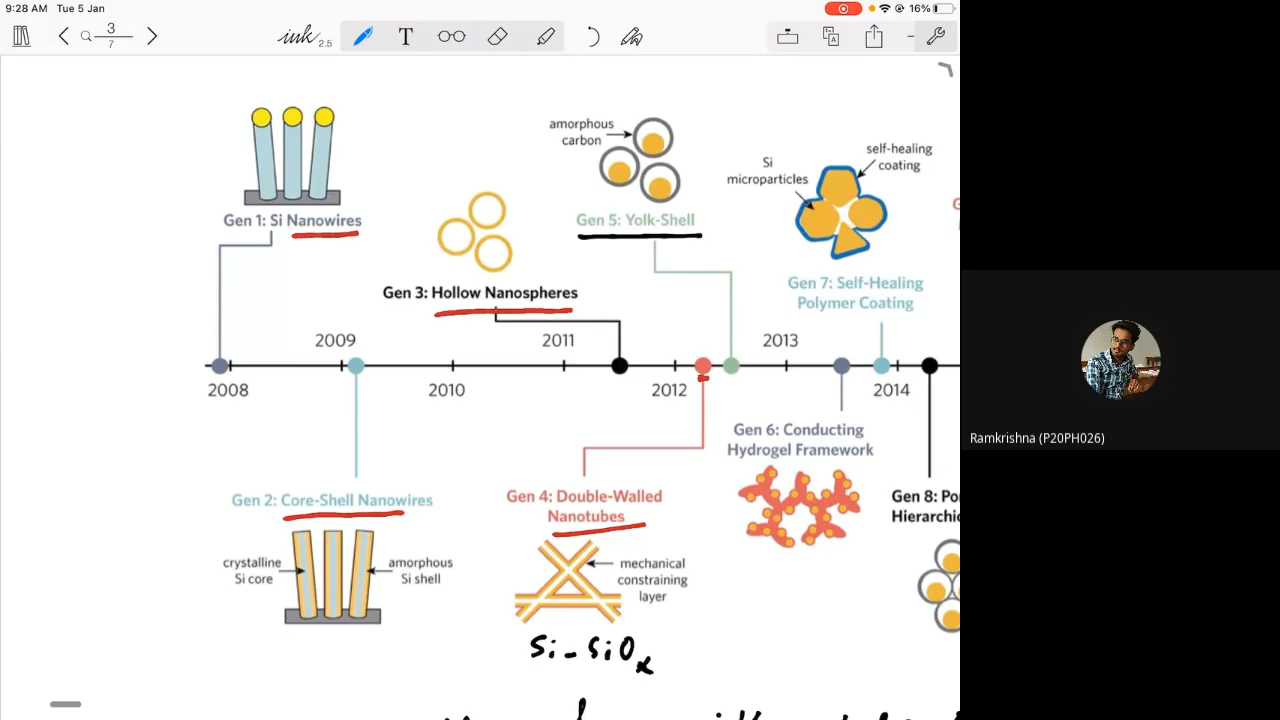 9:28 AM Tue 5 Jan
16%
3
7
ink 2.5
T
amorphous
carbon
self-healing
coating
Si
microparticles
Gen 1: Si Nanowires
Gen 5: Yolk-Shell
Gen 3: Hollow Nanospheres
Gen 7: Self-Healing
Polymer Coating
2009
2011
2013
2008
2010
2012
2014
Gen 6: Conducting
Hydrogel Framework
Ramkrishna (P20PH026)
Gen 2: Core-Shell Nanowires
Gen 4: Double-Walled
Nanotubes
Gen 8: Po
Hierarchic
crystalline
Si core
amorphous
Si shell
mechanical
constraining
layer
Si - SiOx